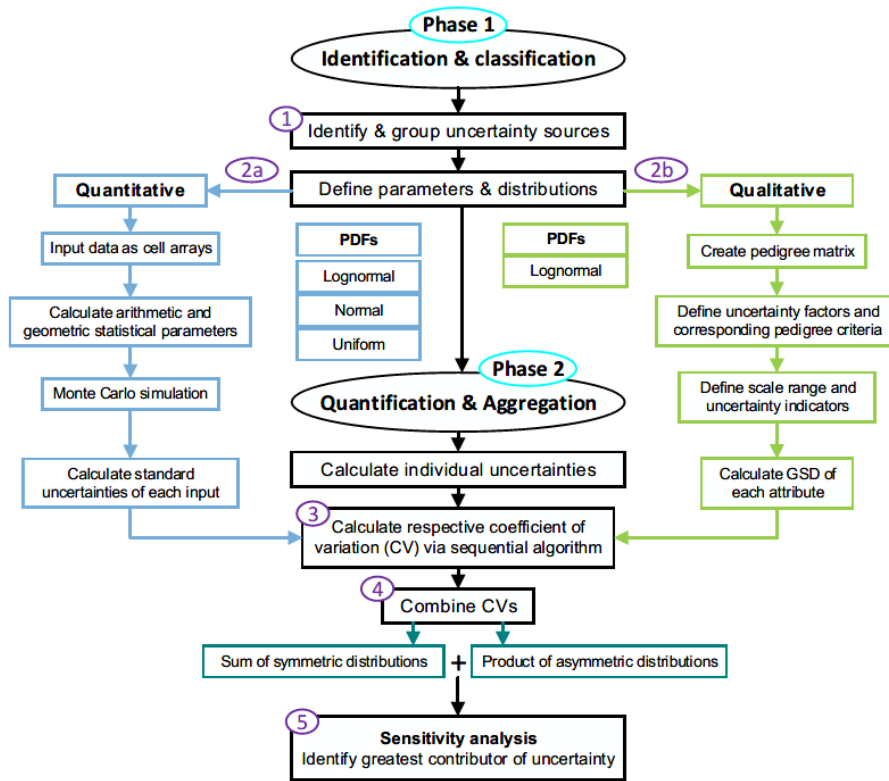 Phase 1
Identification & classification
1
Identify & group uncertainty sources
2a
2b
Quantitative
Define parameters & distributions
Qualitative
Input data as cell arrays
PDFs
Lognormal
Normal
Uniform
PDFs
Lognormal
Create pedigree matrix
Calculate arithmetic and
geometric statistical parameters
Define uncertainty factors and
corresponding pedigree criteria
Monte Carlo simulation
Phase 2
Quantification & Aggregation
Define scale range and
uncertainty indicators
Calculate standard
uncertainties of each input
Calculate individual uncertainties
Calculate GSD of
each attribute
3
Calculate respective coefficient of
variation (CV) via sequential algorithm
4
Combine CVs
Sum of symmetric distributions
+
Product of asymmetric distributions
5
Sensitivity analysis
Identify greatest contributor of uncertainty